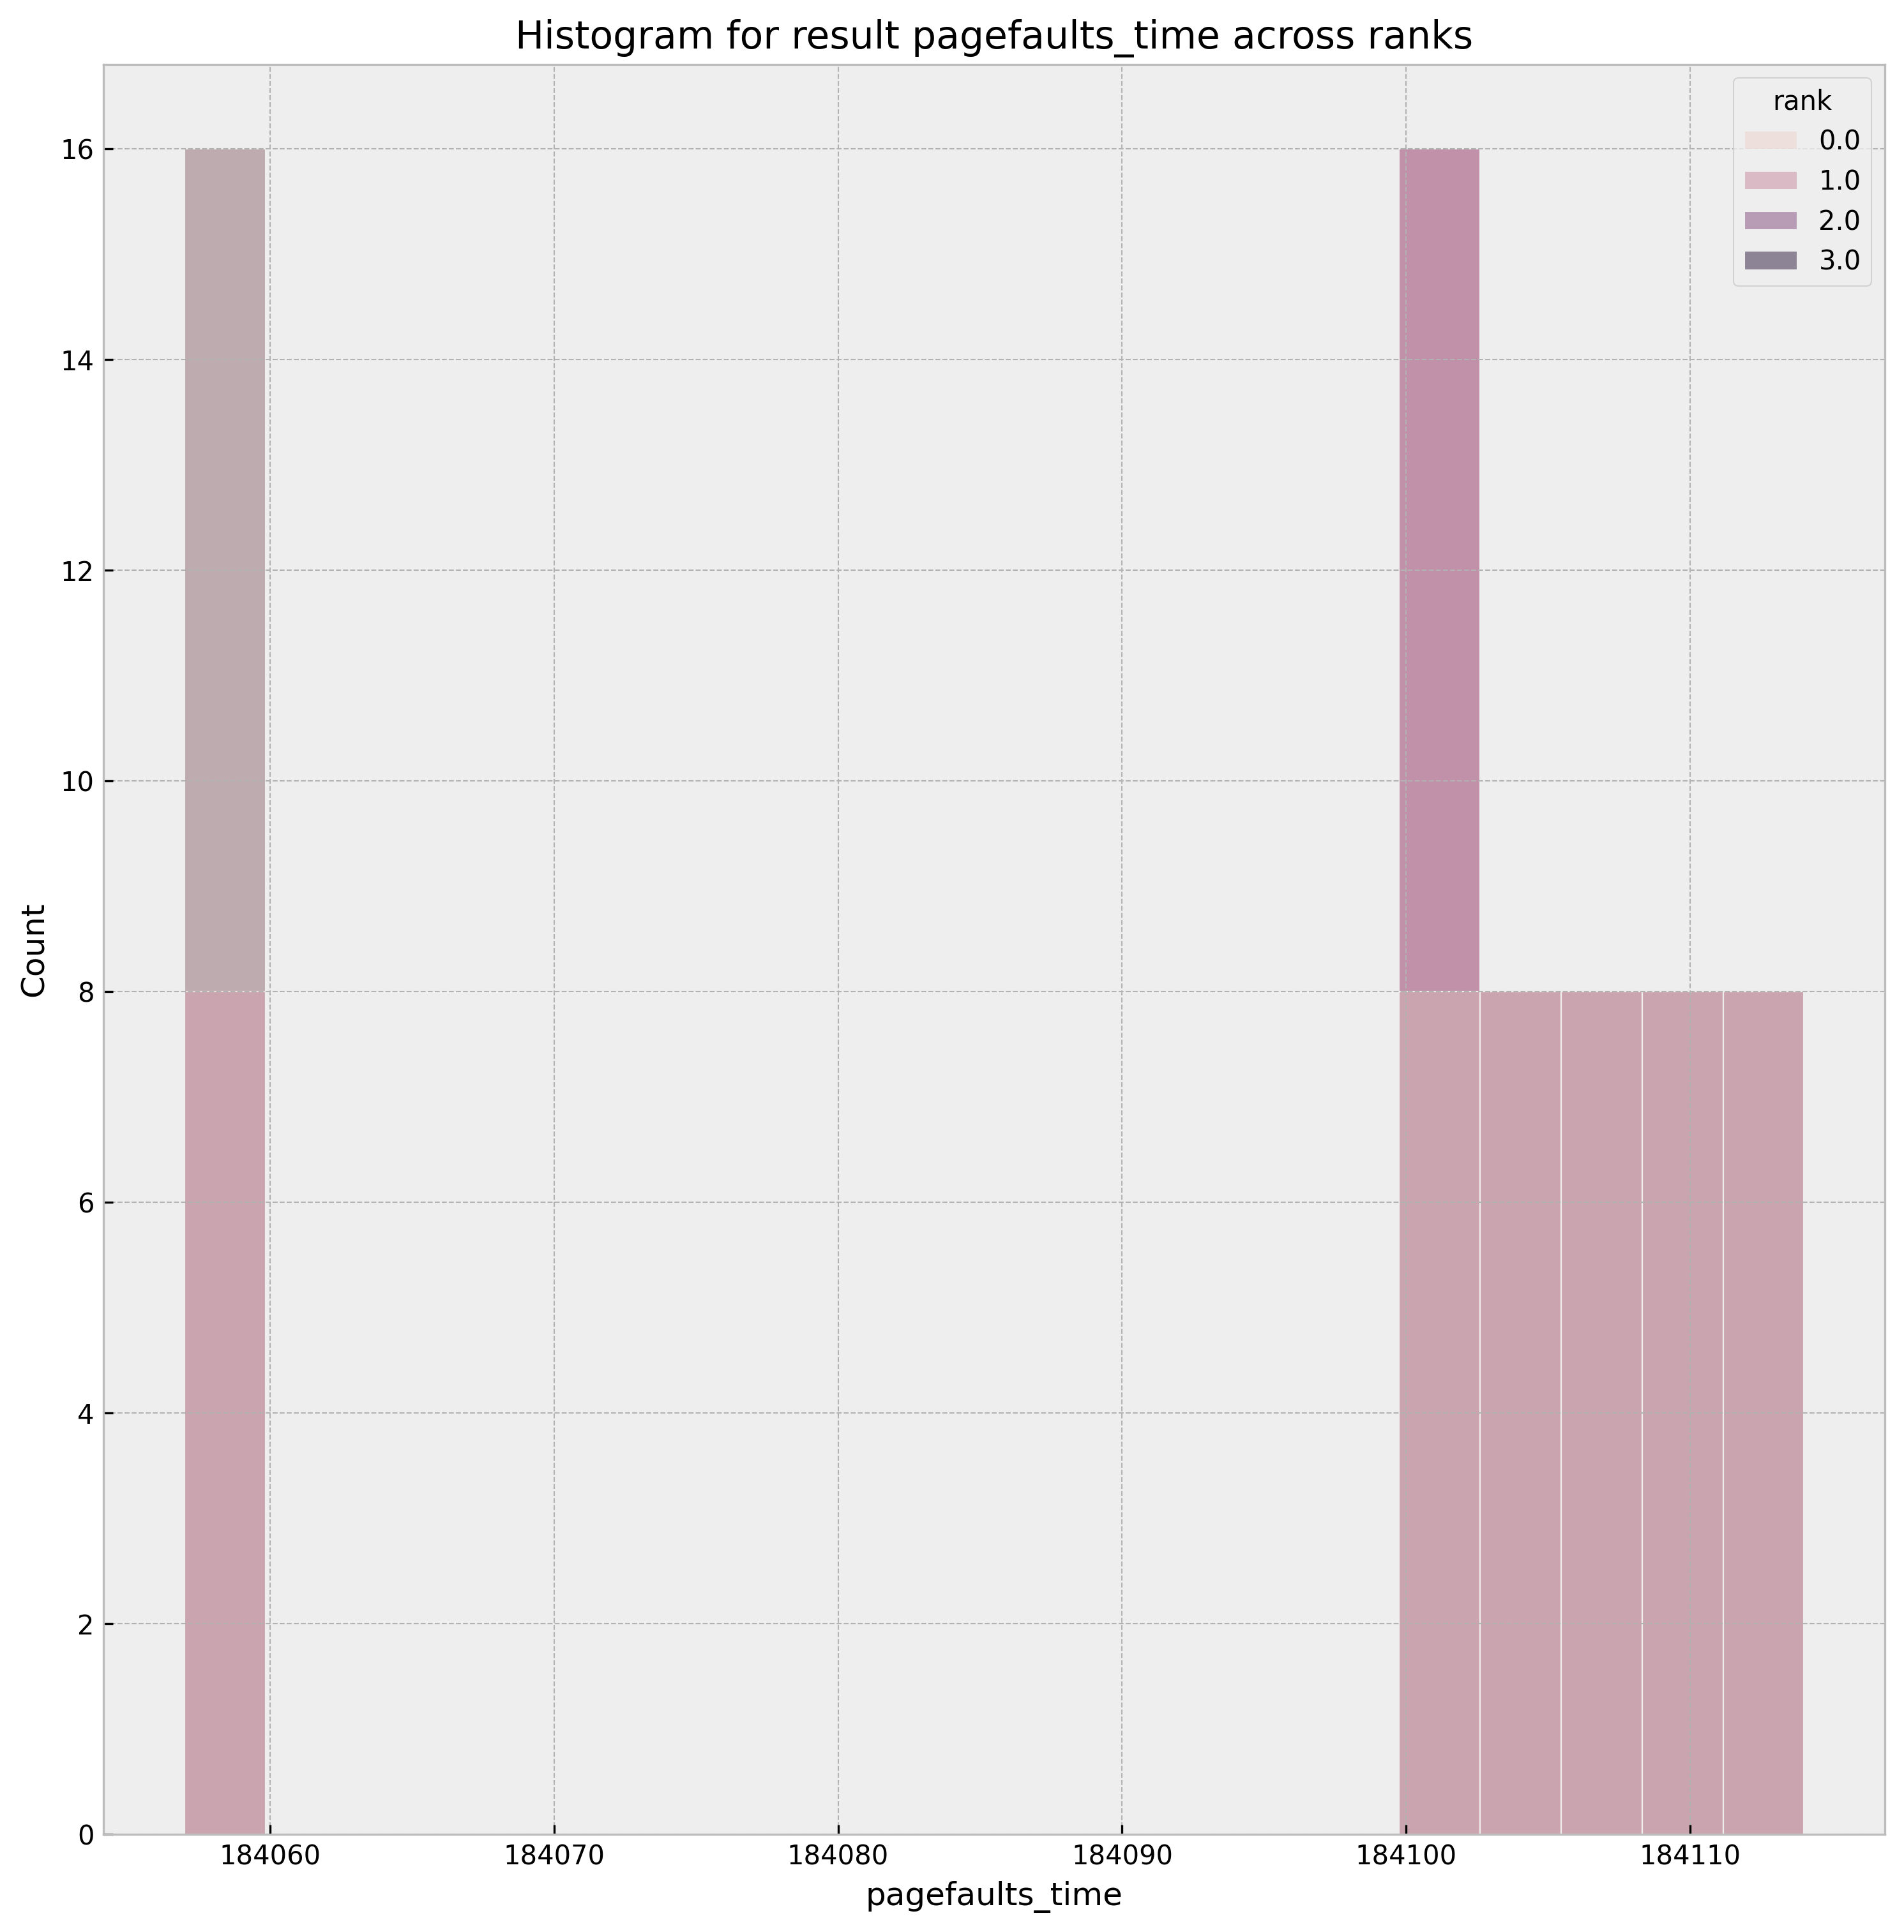 Histogram for result pagefaults_time across ranks
rank
0.0
1.0
2.0
3.0
16
14
12
10
8
6
4
2
0
Count
184060 184070 184080 184090 184100 184110
pagefaults_time